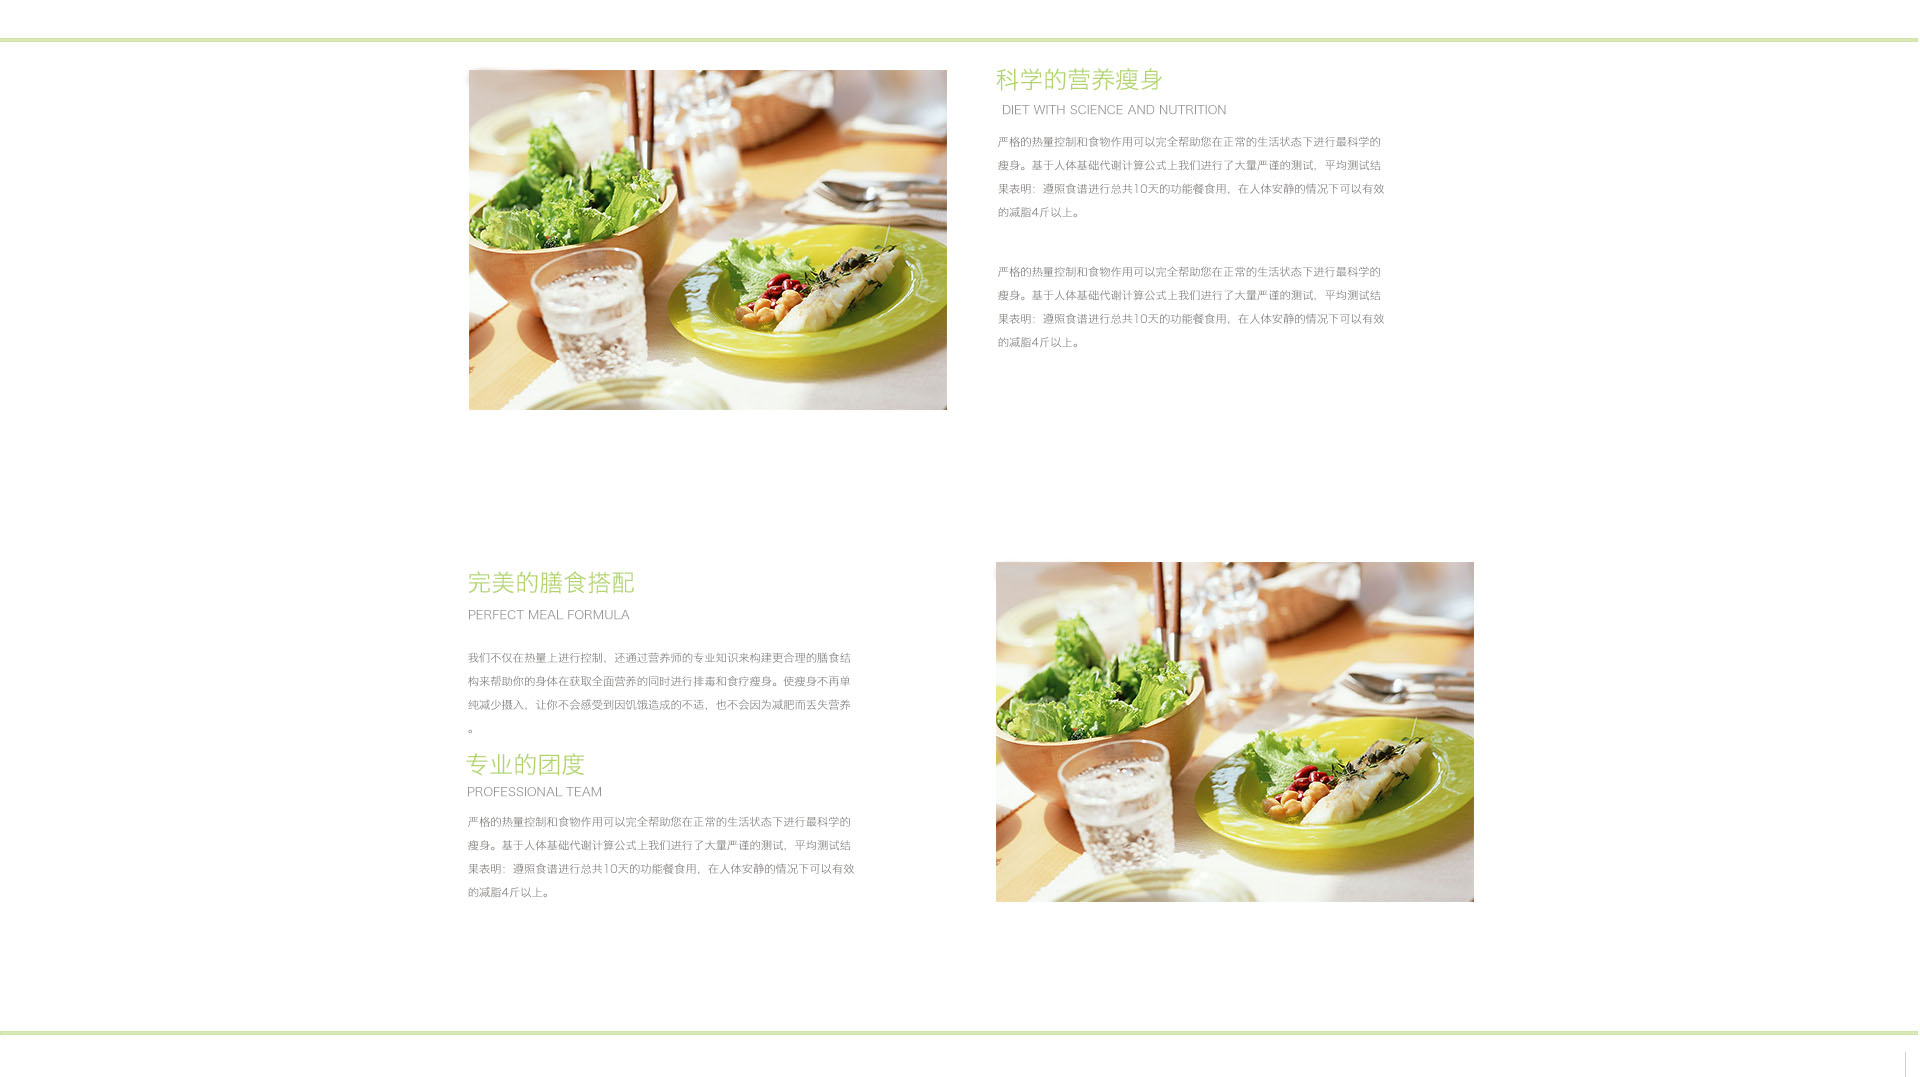 科学的营养瘦身
DIET WITH SCIENCE AND NUTRITION
严格的热量控制和食物作用可以完全帮助您在正常的生活状态下进行最科学的
瘦身。基于人体基础代谢计算公式上我们进行了大量严谨的测试，平均测试结
果表明：遵照食谱进行总共10天的功能餐食用，在人体安静的情况下可以有效
的减脂4斤以上。
严格的热量控制和食物作用可以完全帮助您在正常的生活状态下进行最科学的
瘦身。基于人体基础代谢计算公式上我们进行了大量严谨的测试，平均测试结
果表明：遵照食谱进行总共10天的功能餐食用，在人体安静的情况下可以有效
的减脂4斤以上。
完美的膳食搭配
PERFECT MEAL FORMULA
我们不仅在热量上进行控制，还通过营养师的专业知识来构建更合理的膳食结
构来帮助你的身体在获取全面营养的同时进行排毒和食疗瘦身。使瘦身不再单
纯减少摄入，让你不会感受到因饥饿造成的不适，也不会因为减肥而丢失营养
。
专业的团度
PROFESSIONAL TEAM
严格的热量控制和食物作用可以完全帮助您在正常的生活状态下进行最科学的
瘦身。基于人体基础代谢计算公式上我们进行了大量严谨的测试，平均测试结
果表明：遵照食谱进行总共10天的功能餐食用，在人体安静的情况下可以有效
的减脂4斤以上。